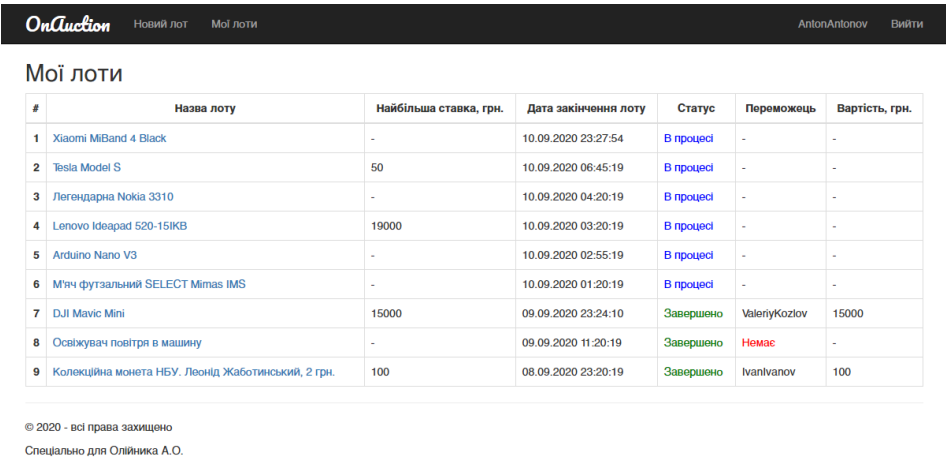 OnAuction Новий лот Мої лоти AntonAntonov Вийти
Мої лоти
# Назва лоту Найбільша ставка, грн. Дата закінчення лоту Статус Переможець Вартість, грн.
1 Xiaomi MiBand 4 Black - 10.09.2020 23:27:54 В процесі - -
2 Tesla Model S 50 10.09.2020 06:45:19 В процесі - -
3 Легендарна Nokia 3310 - 10.09.2020 04:20:19 В процесі - -
4 Lenovo Ideapad 520-15IKB 19000 10.09.2020 03:20:19 В процесі - -
5 Arduino Nano V3 - 10.09.2020 02:55:19 В процесі - -
6 М'яч футзальний SELECT Mimas IMS - 10.09.2020 01:20:19 В процесі - -
7 DJI Mavic Mini 15000 09.09.2020 23:24:10 Завершено ValeriyKozlov 15000
8 Освіжувач повітря в машину - 09.09.2020 11:20:19 Завершено Немає -
9 Колекційна монета НБУ. Леонід Жаботинський, 2 грн. 100 08.09.2020 23:20:19 Завершено IvanIvanov 100
© 2020 - всі права захищено
Спеціально для Олійника А.О.